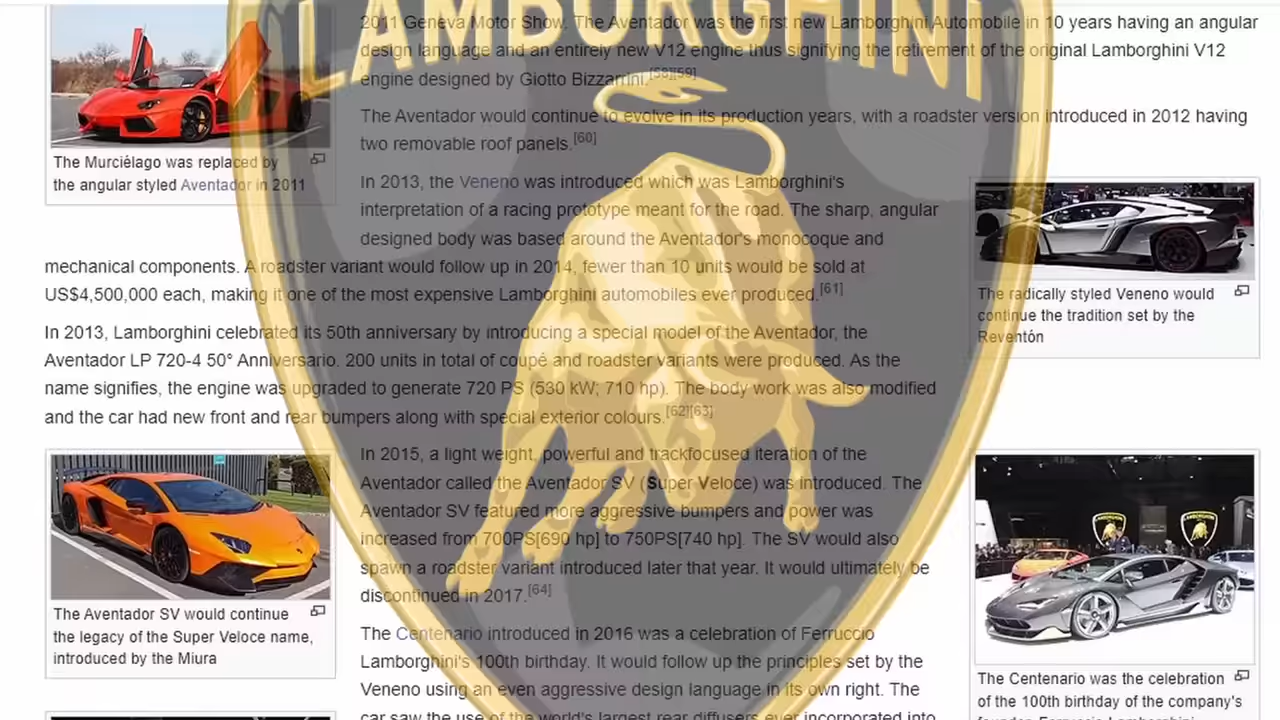 LAMBORGHINI
2011 Geneva Motor Show. The Aventador was the first new Lamborghini Automobile in 10 years having an angular
design language and an entirely new V12 engine thus signifying the retirement of the original Lamborghini V12
engine designed by Giotto Bizzarrini.[58][59]
The Aventador would continue to evolve in its production years, with a roadster version introduced in 2012 having
two removable roof panels.[60]
The Murciélago was replaced by
the angular styled Aventador in 2011
In 2013, the Veneno was introduced which was Lamborghini's
interpretation of a racing prototype meant for the road. The sharp, angular
designed body was based around the Aventador's monocoque and
mechanical components. A roadster variant would follow up in 2014, fewer than 10 units would be sold at
US$4,500,000 each, making it one of the most expensive Lamborghini automobiles ever produced.[61]
The radically styled Veneno would
continue the tradition set by the
Reventón
In 2013, Lamborghini celebrated its 50th anniversary by introducing a special model of the Aventador, the
Aventador LP 720-4 50° Anniversario. 200 units in total of coupé and roadster variants were produced. As the
name signifies, the engine was upgraded to generate 720 PS (530 kW; 710 hp). The body work was also modified
and the car had new front and rear bumpers along with special exterior colours.[62][63]
In 2015, a light weight, powerful and trackfocused iteration of the
Aventador called the Aventador SV (Super Veloce) was introduced. The
Aventador SV featured more aggressive bumpers and power was
increased from 700PS[690 hp] to 750PS[740 hp]. The SV would also
spawn a roadster variant introduced later that year. It would ultimately be
discontinued in 2017.[64]
The Aventador SV would continue
the legacy of the Super Veloce name,
introduced by the Miura
The Centenario introduced in 2016 was a celebration of Ferruccio
Lamborghini's 100th birthday. It would follow up the principles set by the
Veneno using an even aggressive design language in its own right. The
car saw the use of the world's largest rear diffusers ever incorporated into
The Centenario was the celebration
of the 100th birthday of the company's
founder, Ferruccio Lamborghini